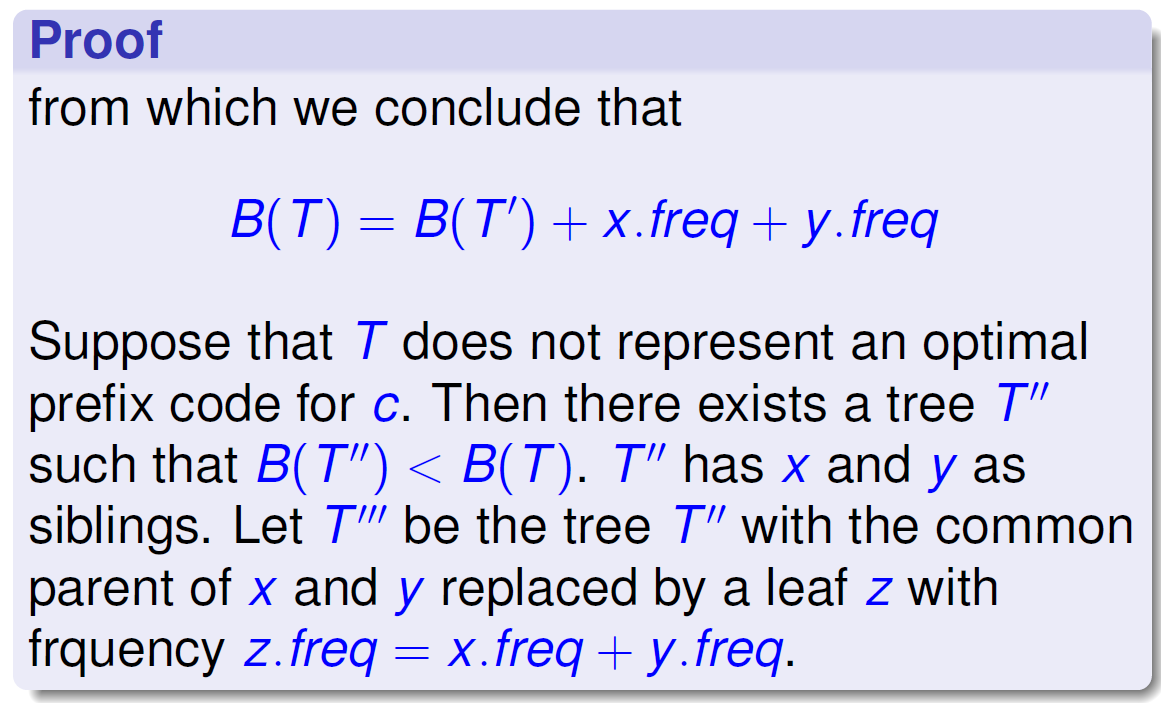 Proof
from which we conclude that
B(T) = B(T′) + x.freq + y.freq
Suppose that T does not represent an optimal
prefix code for c. Then there exists a tree T″
such that B(T″) < B(T). T″ has x and y as
siblings. Let T‴ be the tree T″ with the common
parent of x and y replaced by a leaf z with
frquency z.freq = x.freq + y.freq.